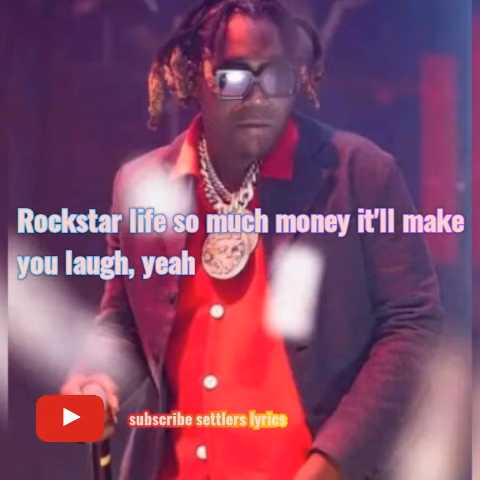 Rockstar life so much money it'll make
you laugh, yeah
subscribe settlers lyrics